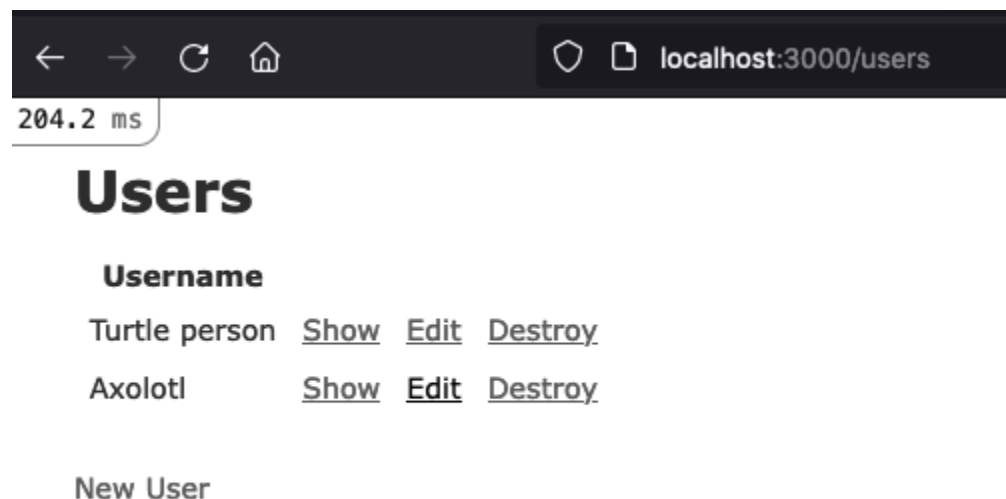 localhost:3000/users
204.2 ms
Users
Username
Turtle person Show Edit Destroy
Axolotl Show Edit Destroy
New User